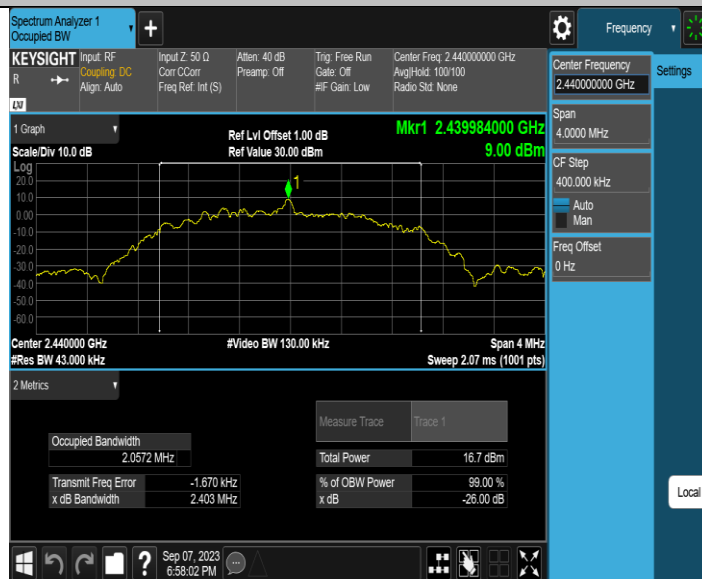 Spectrum Analyzer 1
Occupied BW
+
Frequency
KEYSIGHT
R
LXI
Input: RF
Coupling: DC
Align: Auto
Input Z: 50 Ω
Corr CCorr
Freq Ref: Int (S)
Atten: 40 dB
Preamp: Off
Trig: Free Run
Gate: Off
#IF Gain: Low
Center Freq: 2.440000000 GHz
Avg|Hold: 100/100
Radio Std: None
1 Graph
Scale/Div 10.0 dB
Ref Lvl Offset 1.00 dB
Ref Value 30.00 dBm
Mkr1 2.439984000 GHz
9.00 dBm
Log
20.0
10.0
0.00
-10.0
-20.0
-30.0
-40.0
-50.0
-60.0
1
Center 2.440000 GHz
#Res BW 43.000 kHz
#Video BW 130.00 kHz
Span 4 MHz
Sweep 2.07 ms (1001 pts)
2 Metrics
Measure Trace Trace 1
Occupied Bandwidth
2.0572 MHz
Total Power 16.7 dBm
Transmit Freq Error -1.670 kHz
% of OBW Power 99.00 %
x dB Bandwidth 2.403 MHz
x dB -26.00 dB
Center Frequency
2.440000000 GHz
Settings
Span
4.0000 MHz
CF Step
400.000 kHz
Auto
Man
Freq Offset
0 Hz
Local
?
Sep 07, 2023
6:58:02 PM